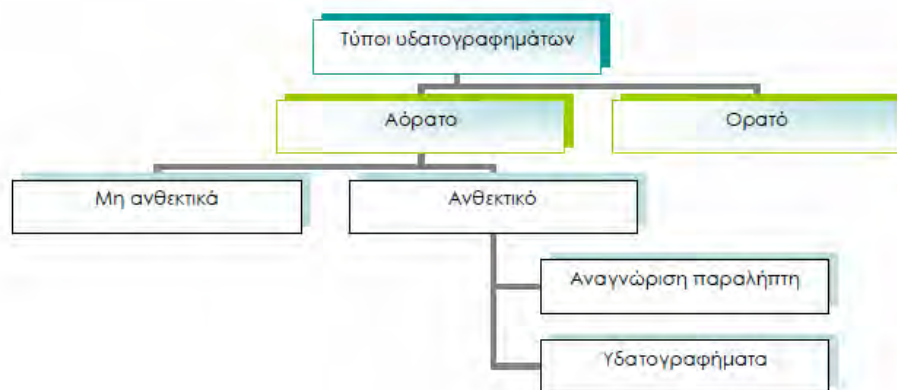 Τύποι υδατογραφημάτων
Αόρατο
Ορατό
Μη ανθεκτικά
Ανθεκτικό
Αναγνώριση παραλήπτη
Υδατογραφήματα